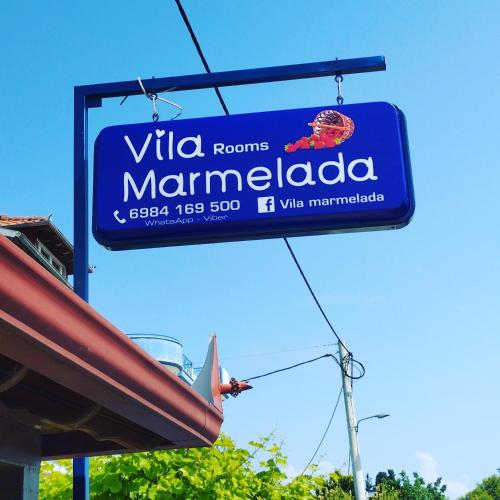 Vila Rooms
Marmelada
6984 169 500
WhatsApp - Viber
f Vila marmelada